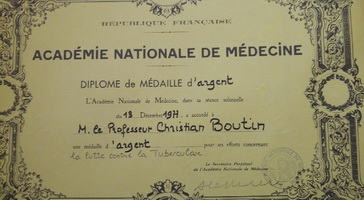 RÉPUBLIQUE FRANÇAISE
ACADÉMIE NATIONALE DE MÉDECINE
DIPLOME de MÉDAILLE d'argent
L'Académie Nationale de Médecine, dans sa séance solennelle
du 13 Décembre 1977, a accordé à
M. le Professeur Christian Boutin
une médaille d'argent pour ses efforts concernant
la lutte contre la Tuberculose
Le Secrétaire Perpétuel
de l'Académie Nationale de Médecine